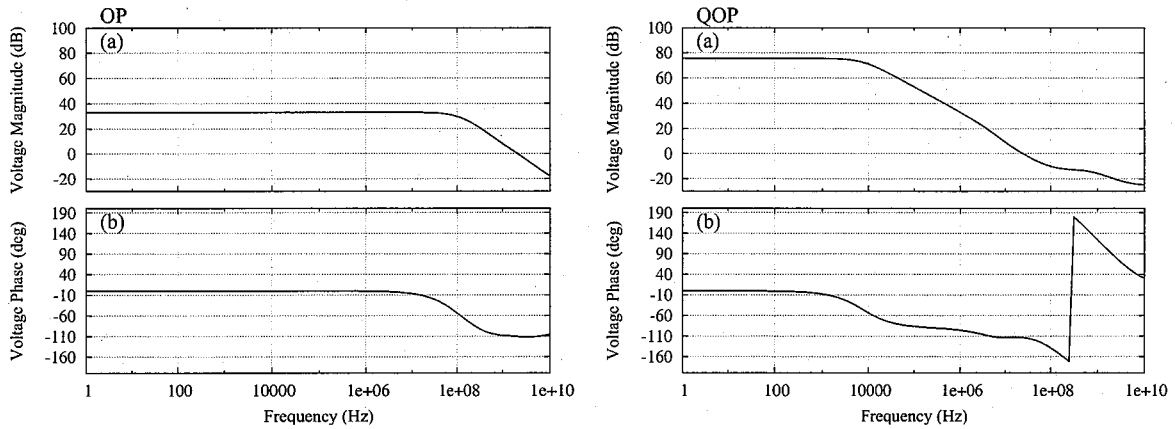 OP
(a)
Voltage Magnitude (dB)
100
80
60
40
20
0
-20
(b)
Voltage Phase (deg)
190
140
90
40
-10
-60
-110
-160
1 100 10000 1e+06 1e+08 1e+10
Frequency (Hz)
QOP
(a)
Voltage Magnitude (dB)
100
80
60
40
20
0
-20
(b)
Voltage Phase (deg)
190
140
90
40
-10
-60
-110
-160
1 100 10000 1e+06 1e+08 1e+10
Frequency (Hz)